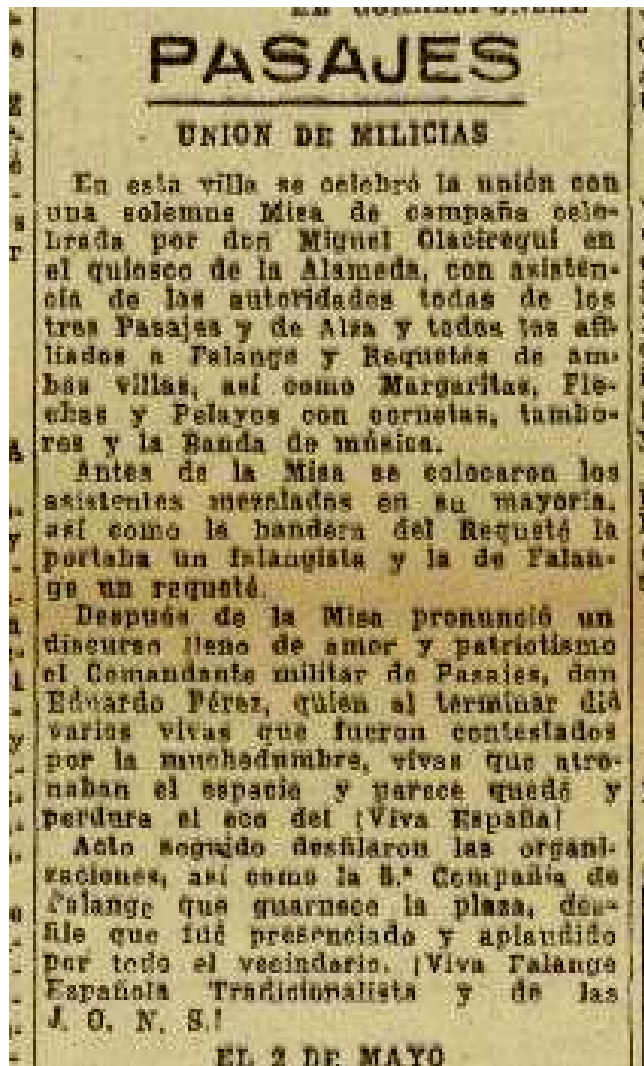 PASAJES
UNION DE MILICIAS
En esta villa se celebró la unión con
una solemne Misa de campaña cele-
brada por don Miguel Olaciregui en
el quiosco de la Alameda, con asisten-
cia de las autoridades todas de los
tres Pasajes y de Alza y todos los afi-
liados a Falange y Requetés de am-
bas villas, así como Margaritas, Fle-
chas y Pelayos con cornetas, tambo-
res y la Banda de música.
Antes de la Misa se colocaron los
asistentes mezclados en su mayoría,
así como la bandera del Requeté la
portaba un falangista y la de Falan-
ge un requeté.
Después de la Misa pronunció un
discurso lleno de amor y patriotismo
el Comandante militar de Pasajes, don
Eduardo Pérez, quien al terminar dió
varios vivas que fueron contestados
por la muchedumbre, vivas que atro-
naban el espacio y parece quedó y
perdura el eco del ¡Viva España!
Acto seguido desfilaron las organi-
zaciones, así como la 5.ª Compañía de
Falange que guarnece la plaza, des-
file que fué presenciado y aplaudido
por todo el vecindario. ¡Viva Falange
Española Tradicionalista y de las
J. O. N. S.!
EL 2 DE MAYO